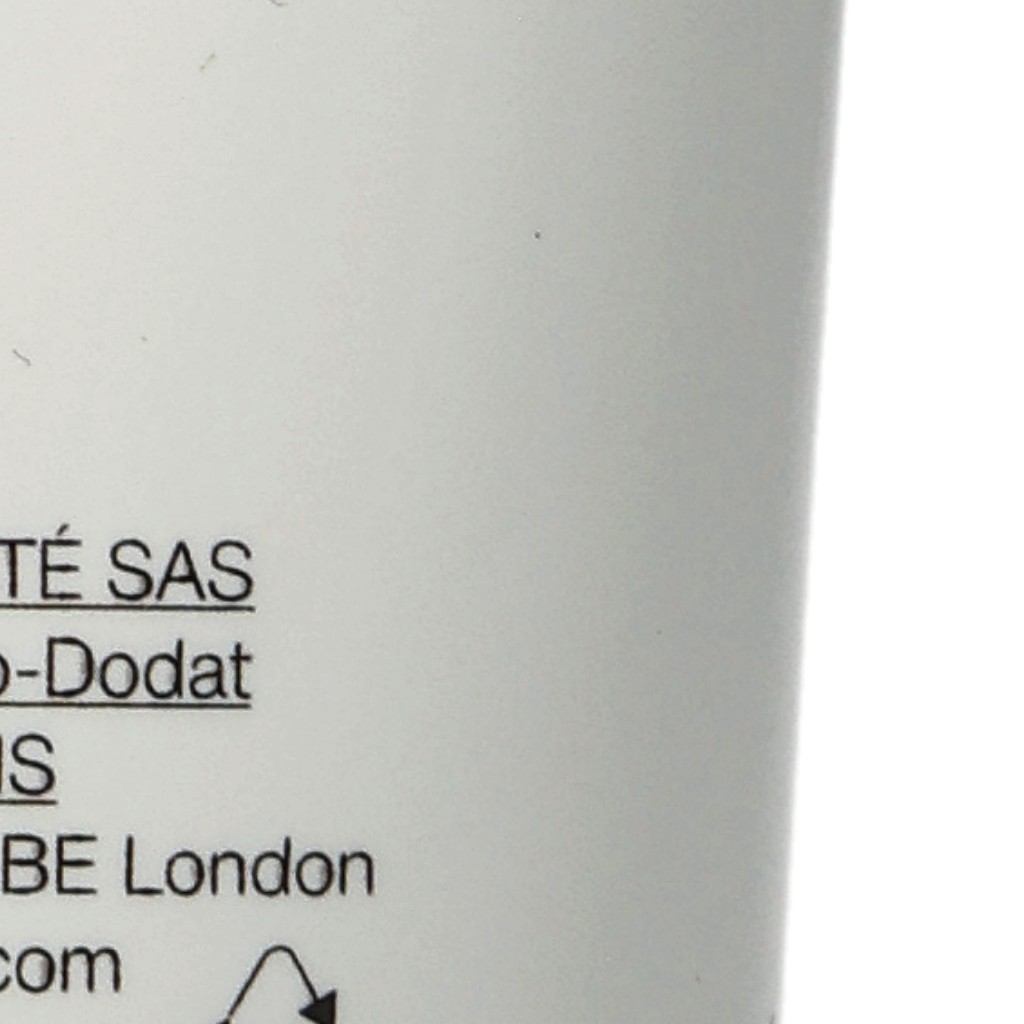 TÉ SAS
o-Dodat
IS
BE London
com